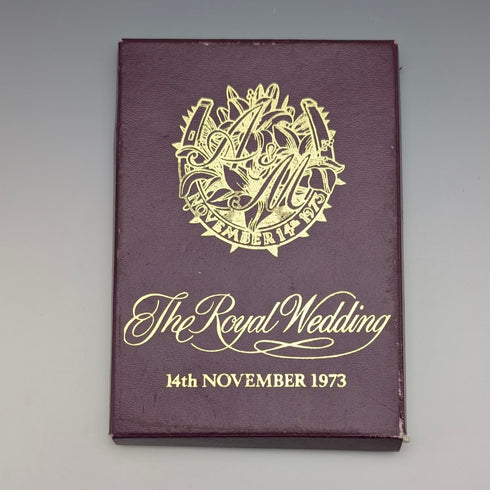 A & M
NOVEMBER 14th 1973
The Royal Wedding
14th NOVEMBER 1973